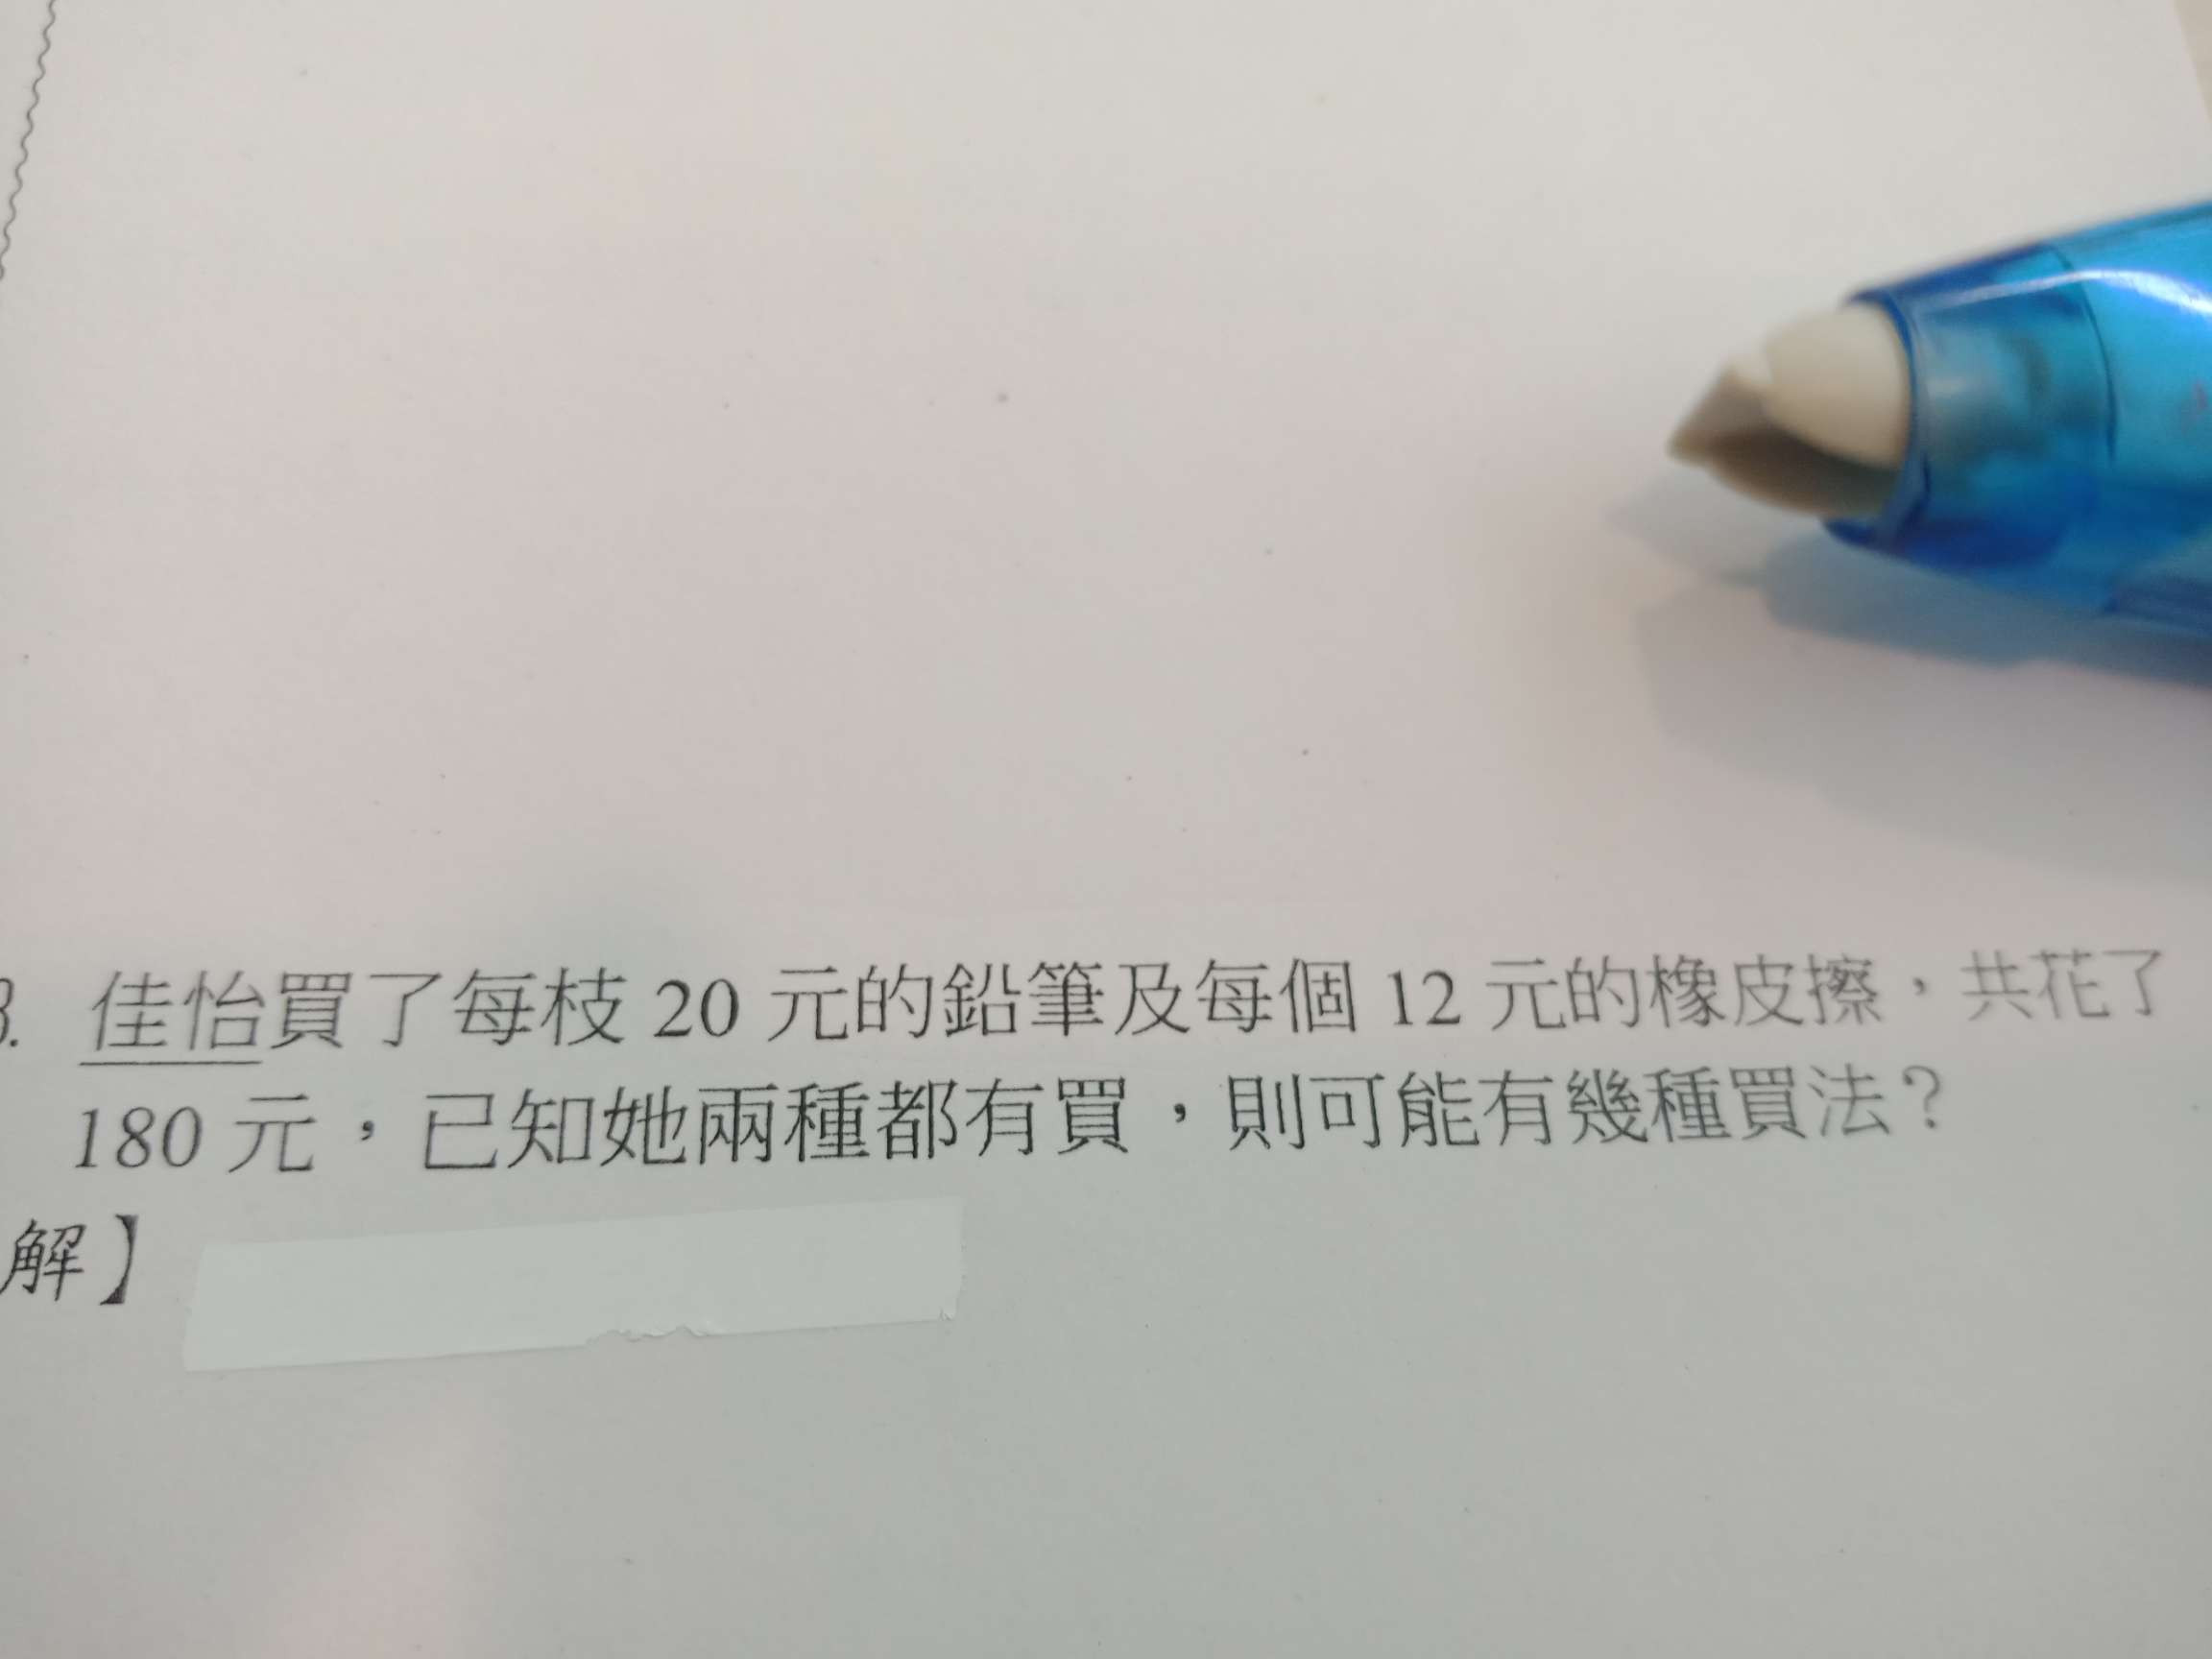 3. 佳怡買了每枝 20 元的鉛筆及每個 12 元的橡皮擦，共花了
180 元，已知她兩種都有買，則可能有幾種買法？
解】